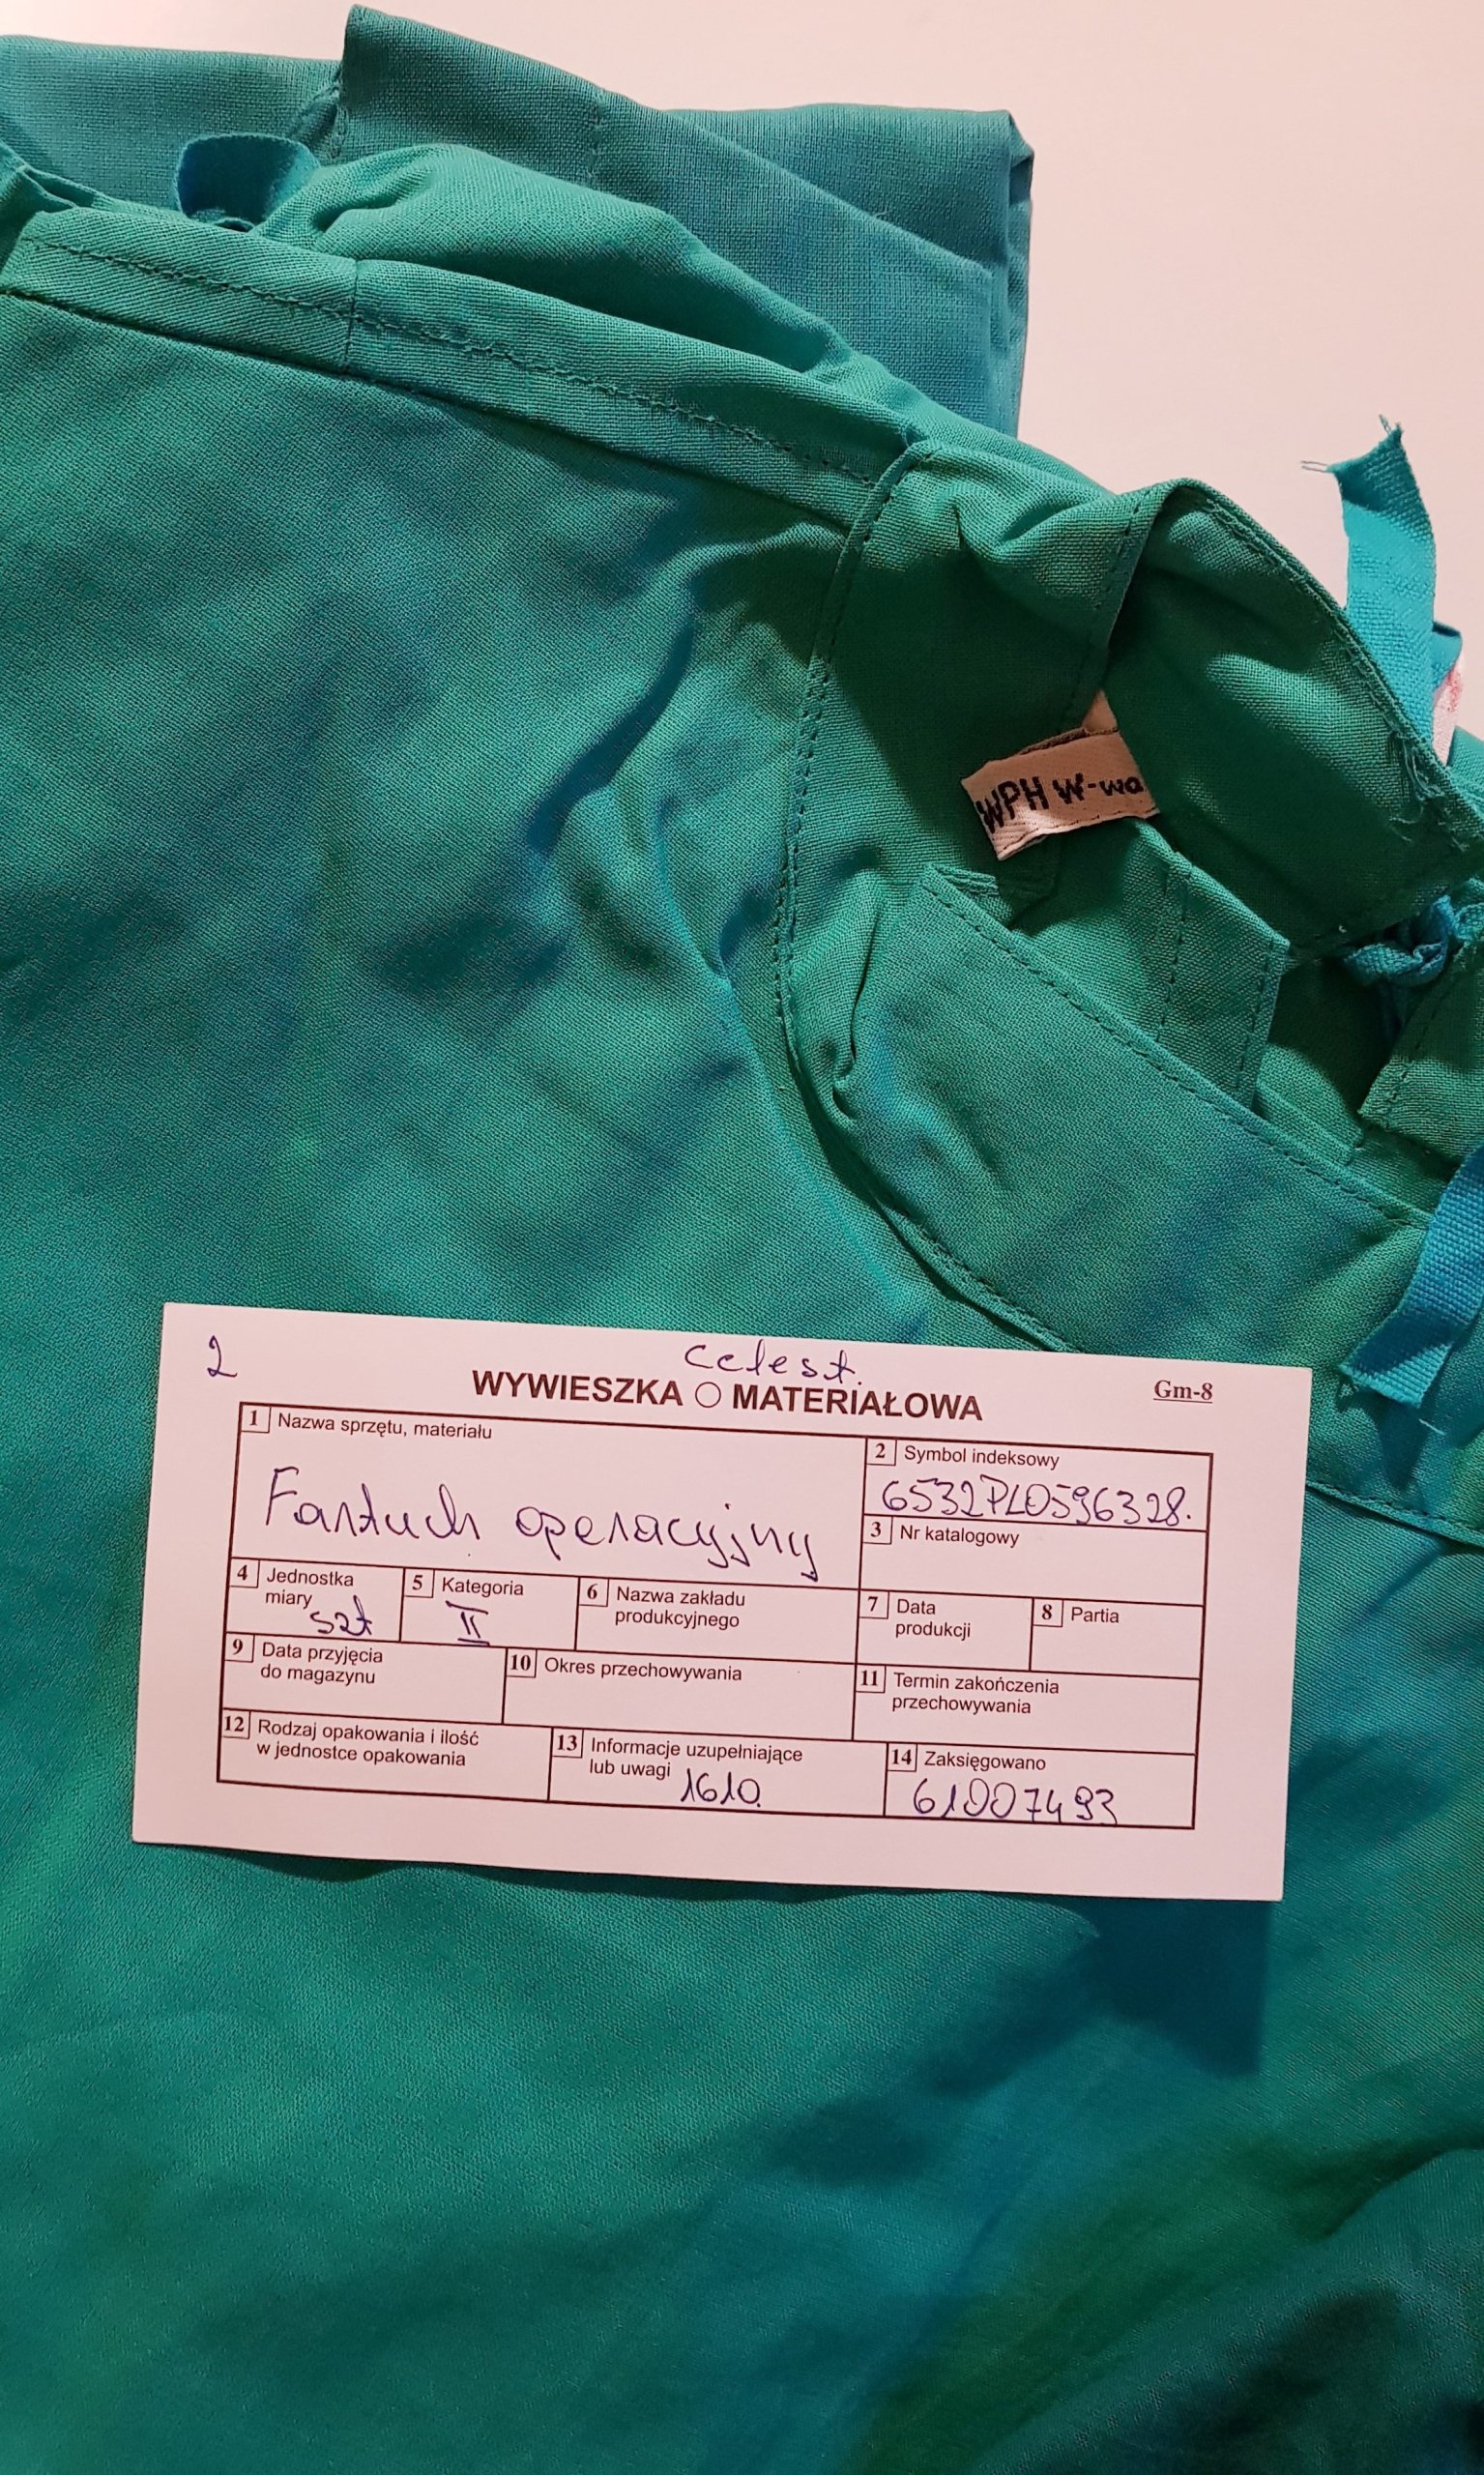 WPH W-wa
2
celest.
WYWIESZKA MATERIAŁOWA
Gm-8
1 Nazwa sprzętu, materiału
Fartuch operacyjny
2 Symbol indeksowy
6532PL0596328.
3 Nr katalogowy
4 Jednostka
miary
szt
5 Kategoria
II
6 Nazwa zakładu
produkcyjnego
7 Data
produkcji
8 Partia
9 Data przyjęcia
do magazynu
10 Okres przechowywania
11 Termin zakończenia
przechowywania
12 Rodzaj opakowania i ilość
w jednostce opakowania
13 Informacje uzupełniające
lub uwagi
1610.
14 Zaksięgowano
61007493